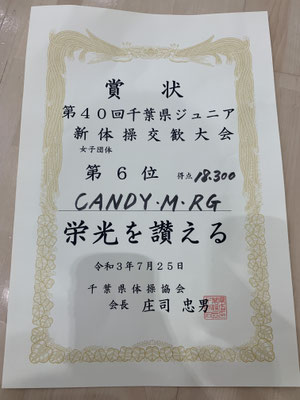 賞状
第40回千葉県ジュニア
新体操交歓大会
女子団体
第6位 得点 18.300
CANDY・M・RG
栄光を讃える
令和3年7月25日
千葉県体操協会
会長 庄司忠男